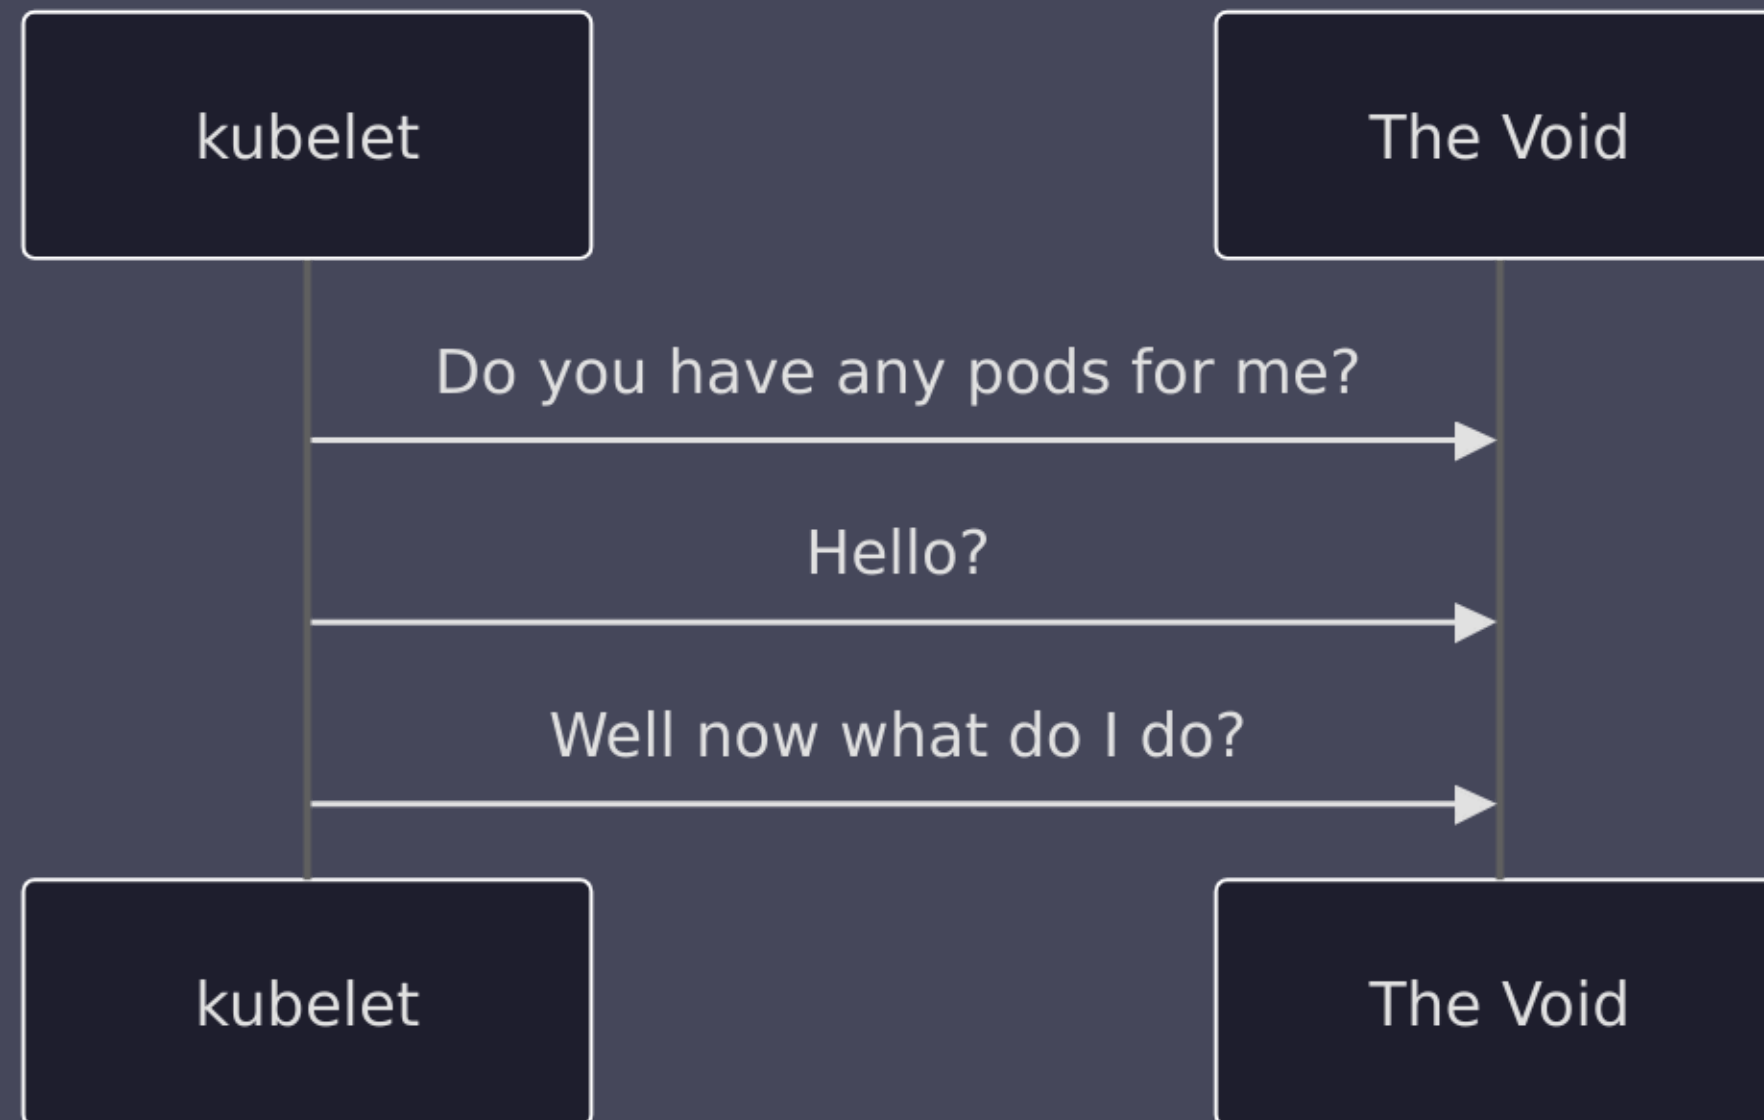 kubelet
The Void
Do you have any pods for me?
Hello?
Well now what do I do?
kubelet
The Void